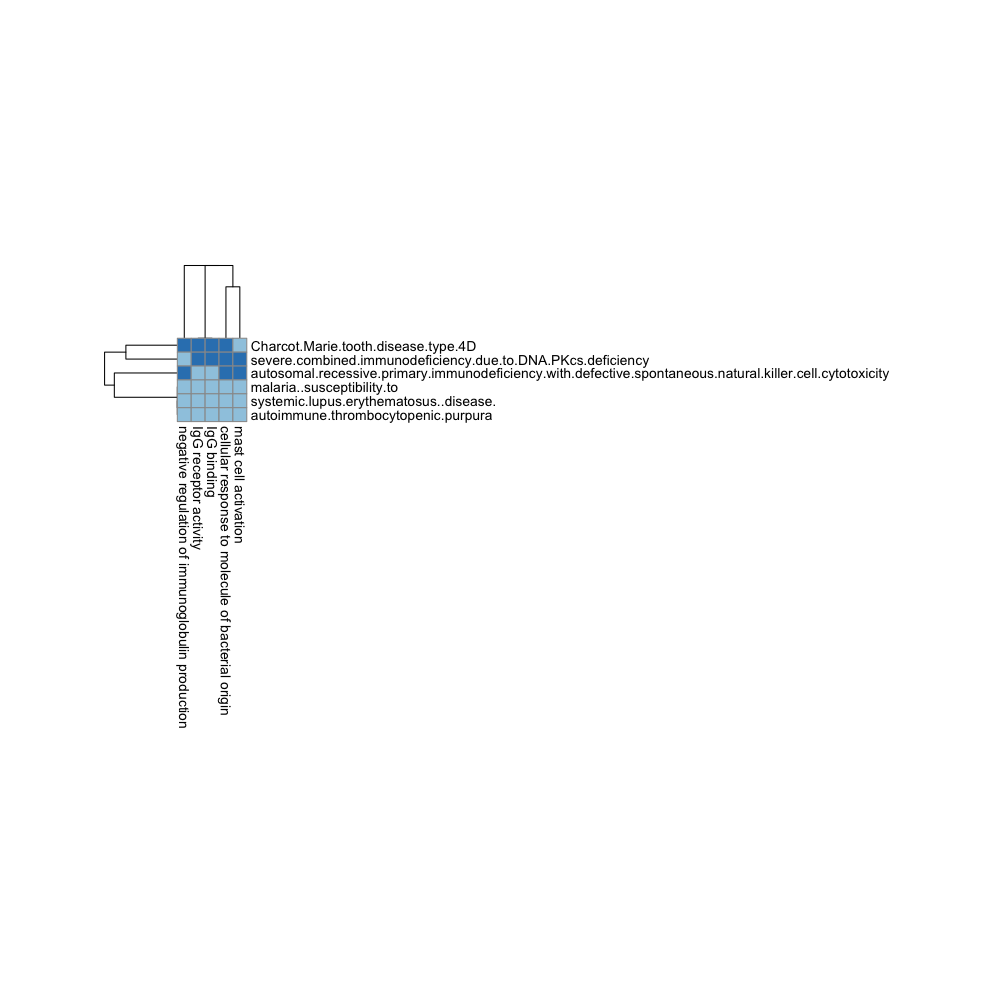 Charcot.Marie.tooth.disease.type.4D
severe.combined.immunodeficiency.due.to.DNA.PKcs.deficiency
autosomal.recessive.primary.immunodeficiency.with.defective.spontaneous.natural.killer.cell.cytotoxicity
malaria..susceptibility.to
systemic.lupus.erythematosus..disease.
autoimmune.thrombocytopenic.purpura
negative regulation of immunoglobulin production
IgG receptor activity
IgG binding
cellular response to molecule of bacterial origin
mast cell activation